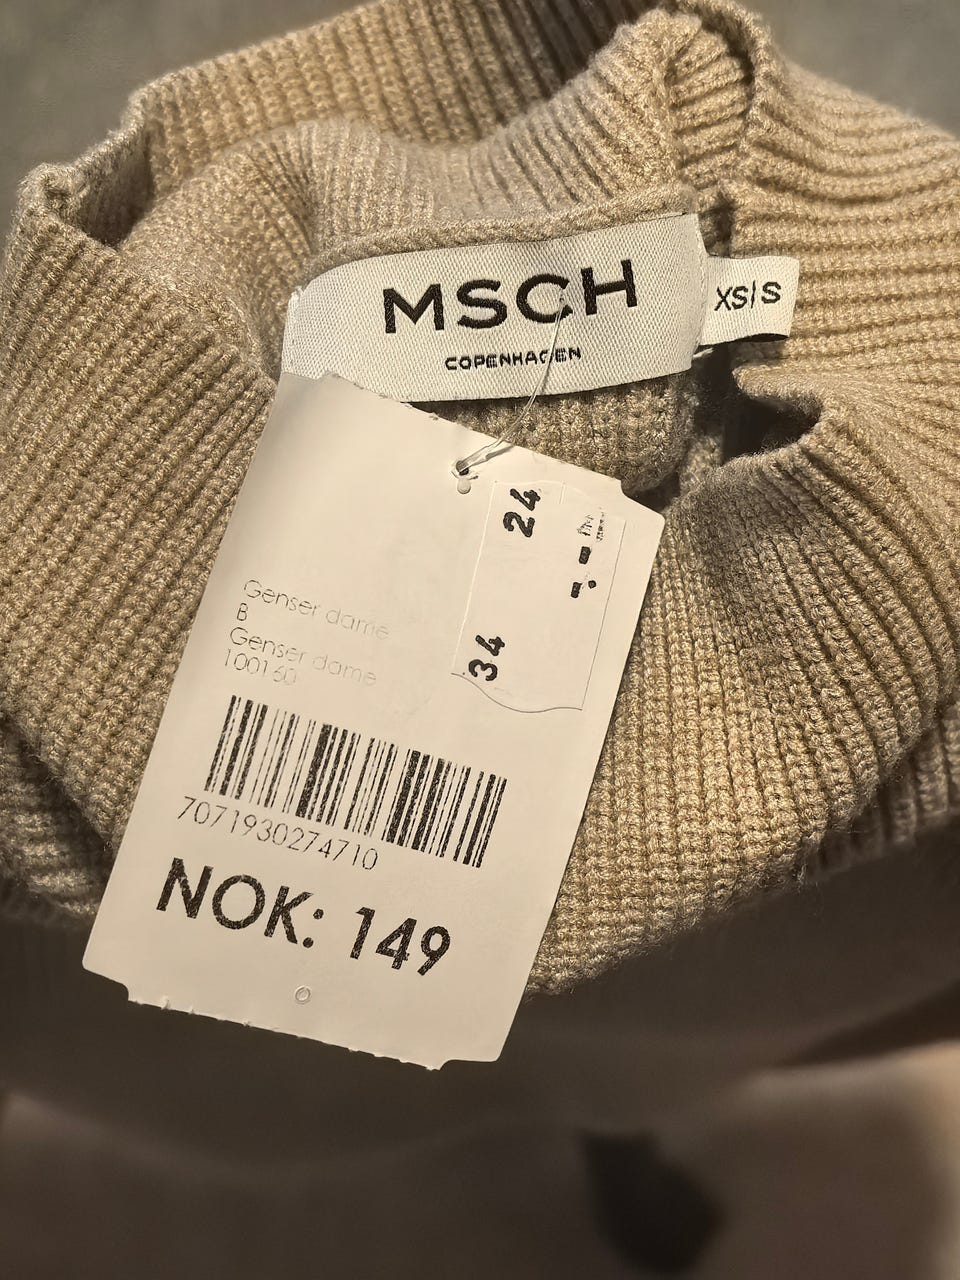 MSCH
COPENHAGEN
XS/S
24
34
Genser dame
B
Genser dame
100160
7071930274710
NOK: 149